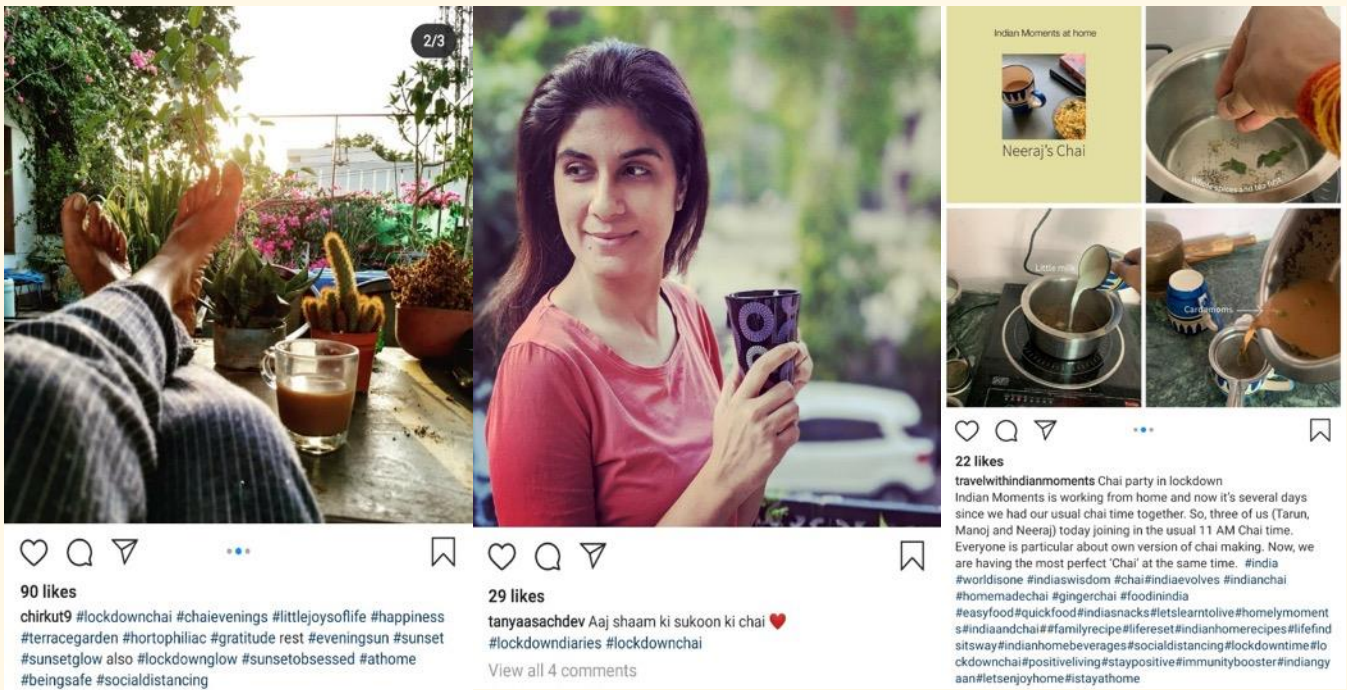 2/3
90 likes
chirkut9 #lockdownchai #chaievenings #littlejoysoflife #happiness
#terracegarden #hortophiliac #gratitude rest #eveningsun #sunset
#sunsetglow also #lockdownglow #sunsetobsessed #athome
#beingsafe #socialdistancing
29 likes
tanyaasachdev Aaj shaam ki sukoon ki chai ❤️
#lockdowndiaries #lockdownchai
View all 4 comments
Indian Moments at home
Neeraj's Chai
Whole spices and tea
Little milk
Cardamoms
22 likes
travelwithindianmoments Chai party in lockdown
Indian Moments is working from home and now it's several days
since we had our usual chai time together. So, three of us (Tarun,
Manoj and Neeraj) today joining in the usual 11 AM Chai time.
Everyone is particular about own version of chai making. Now, we
are having the most perfect 'Chai' at the same time. #india
#worldisone #indiaswisdom #chai#indiaevolves #indianchai
#homemadechai #gingerchai #foodinindia
#easyfood#quickfood#indiasnacks#letslearntolive#homelymoment
s#indiaandchai##familyrecipe#lifereset#indianhomerecipes#lifefind
sitsway#indianhomebeverages#socialdistancing#lockdowntime#lo
ckdownchai#positiveliving#staypositive#immunitybooster#indiangy
aan#letsenjoyhome#istayathome